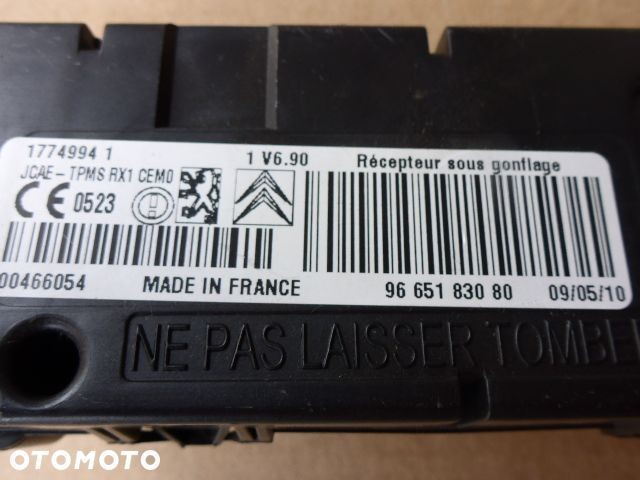 1774994 1
1 V6.90
Récepteur sous gonflage
JCAE-TPMS RX1 CEM0
CE 0523
00466054
MADE IN FRANCE
96 651 830 80
09/05/10
NE PAS LAISSER TOMBE
OTOMOTO